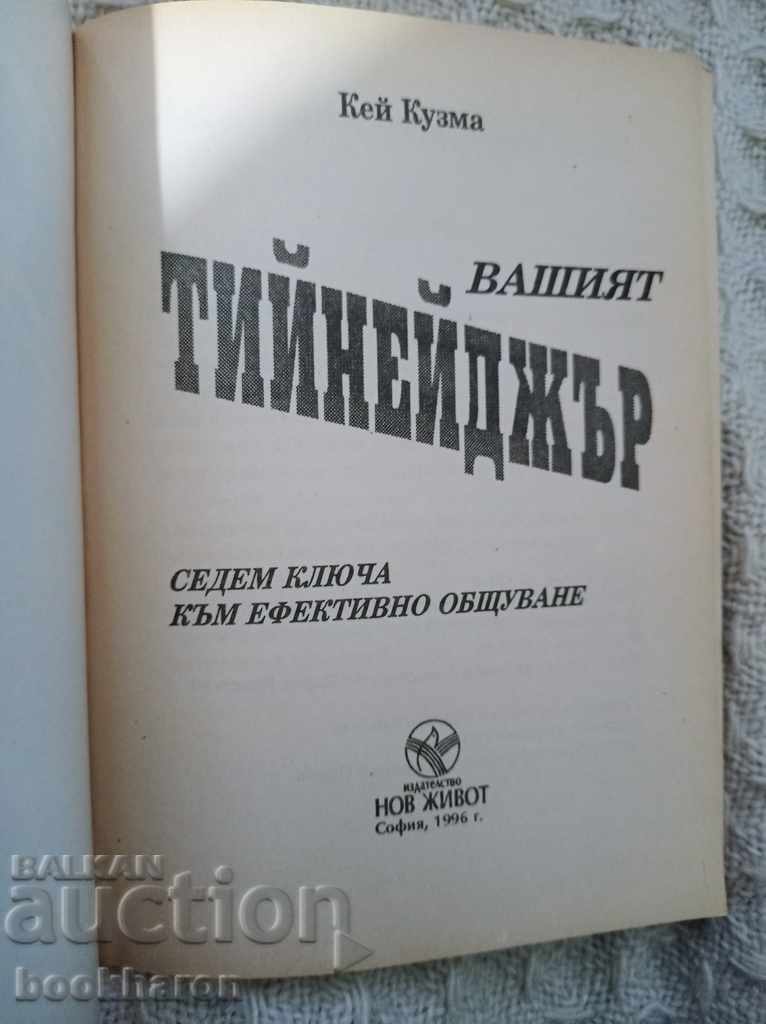 Кей Кузма
ВАШИЯТ
ТИЙНЕЙДЖЪР
СЕДЕМ КЛЮЧА
КЪМ ЕФЕКТИВНО ОБЩУВАНЕ
издателство
НОВ ЖИВОТ
София, 1996 г.
BALKAN
auction
bookharon